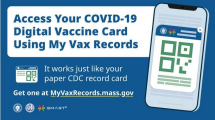 Access Your COVID-19
Digital Vaccine Card
Using My Vax Records
It works just like your
paper CDC record card
Get one at MyVaxRecords.mass.gov